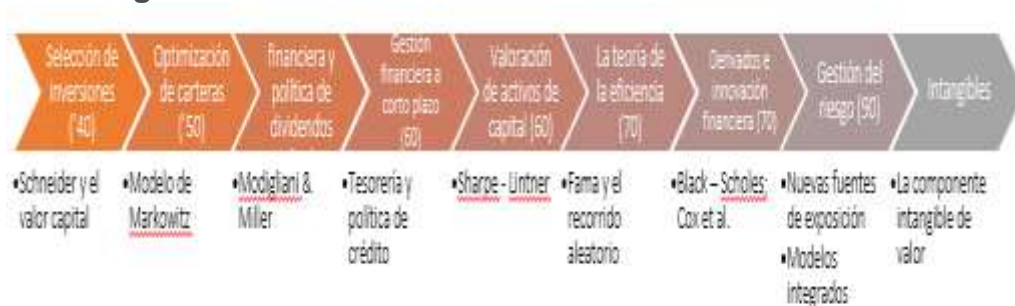 Selección de
inversiones
('40)
Optimización
de carteras
('50)
financiera y
política de
dividendos
Gestión
financiera a
corto plazo
(60)
Valoración
de activos de
capital (60)
La teoría de
la eficiencia
(70)
Derivados e
innovación
financiera (70)
Gestión del
riesgo (90)
Intangibles
•Schneider y el
valor capital
•Modelo de
Markowitz
•Modigliani &
Miller
•Tesorería y
política de
crédito
•Sharpe - Lintner
•Fama y el
recorrido
aleatorio
•Black – Scholes;
Cox et al.
•Nuevas fuentes
de exposición
•Modelos
integrados
•La componente
intangible de
valor